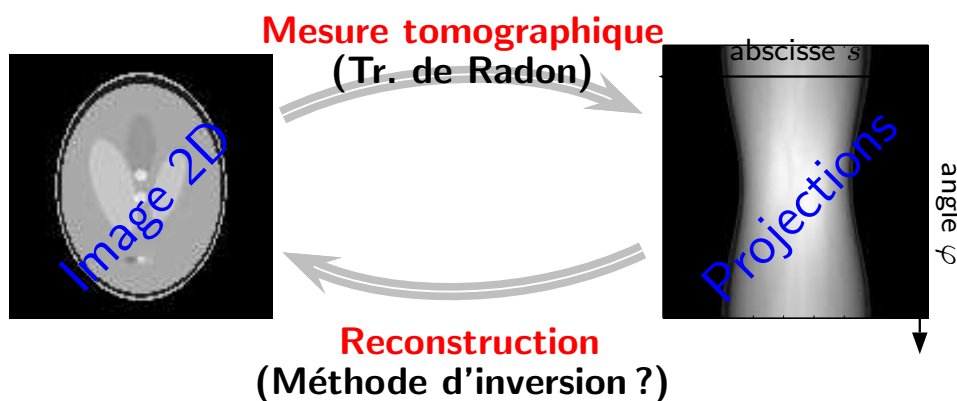 Mesure tomographique
(Tr. de Radon)
abscisse s
Image 2D
Projections
angle φ
Reconstruction
(Méthode d'inversion ?)